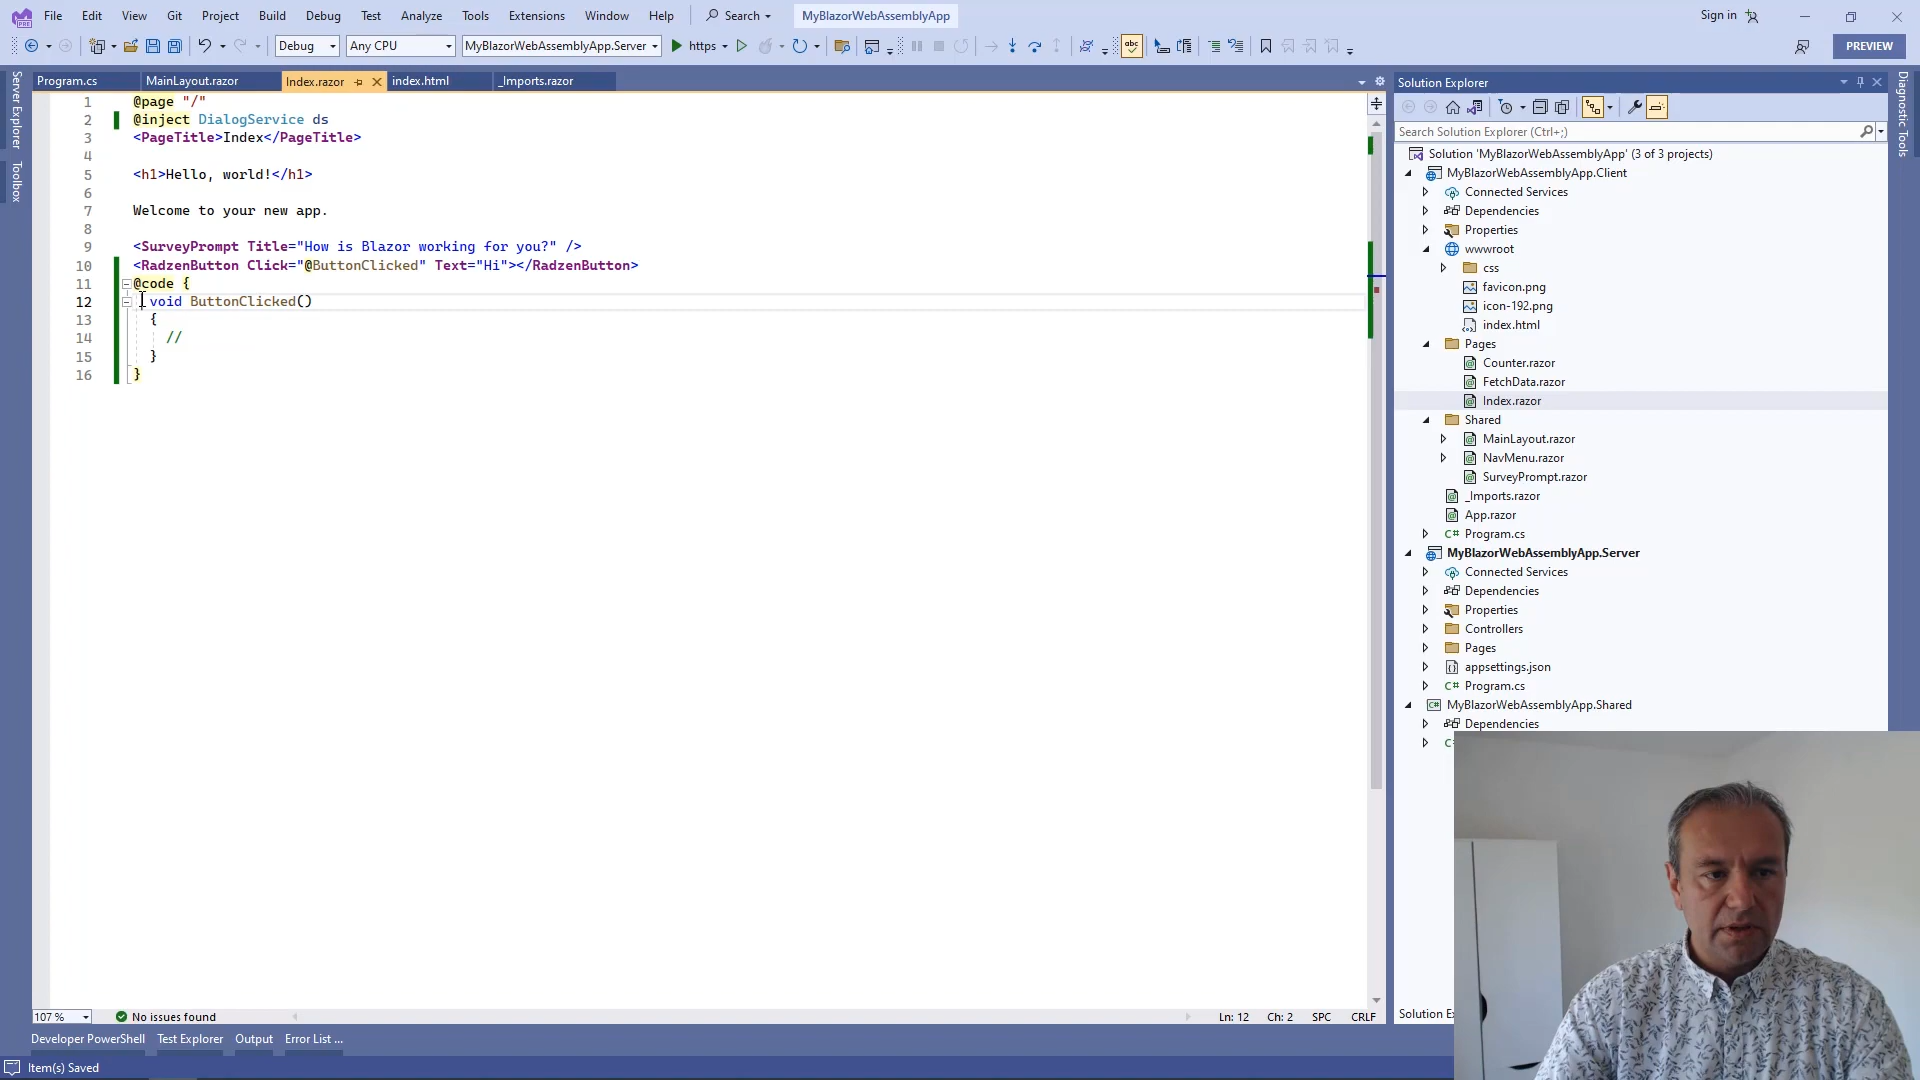 File Edit View Git Project Build Debug Test Analyze Tools Extensions Window Help Search MyBlazorWebAssemblyApp Sign in
Debug Any CPU MyBlazorWebAssemblyApp.Server https PREVIEW
Program.cs MainLayout.razor Index.razor index.html _Imports.razor
Server Explorer
Toolbox
1 @page "/"
2 @inject DialogService ds
3 <PageTitle>Index</PageTitle>
4
5 <h1>Hello, world!</h1>
6
7 Welcome to your new app.
8
9 <SurveyPrompt Title="How is Blazor working for you?" />
10 <RadzenButton Click="@ButtonClicked" Text="Hi"></RadzenButton>
11 @code {
12 void ButtonClicked()
13 {
14 //
15 }
16 }
107 % No issues found Ln: 12 Ch: 2 SPC CRLF
Developer PowerShell Test Explorer Output Error List ...
Item(s) Saved
Solution Explorer
Search Solution Explorer (Ctrl+;)
Solution 'MyBlazorWebAssemblyApp' (3 of 3 projects)
MyBlazorWebAssemblyApp.Client
Connected Services
Dependencies
Properties
wwwroot
css
favicon.png
icon-192.png
index.html
Pages
Counter.razor
FetchData.razor
Index.razor
Shared
MainLayout.razor
NavMenu.razor
SurveyPrompt.razor
_Imports.razor
App.razor
C# Program.cs
MyBlazorWebAssemblyApp.Server
Connected Services
Dependencies
Properties
Controllers
Pages
appsettings.json
C# Program.cs
C# MyBlazorWebAssemblyApp.Shared
Dependencies
Diagnostic Tools